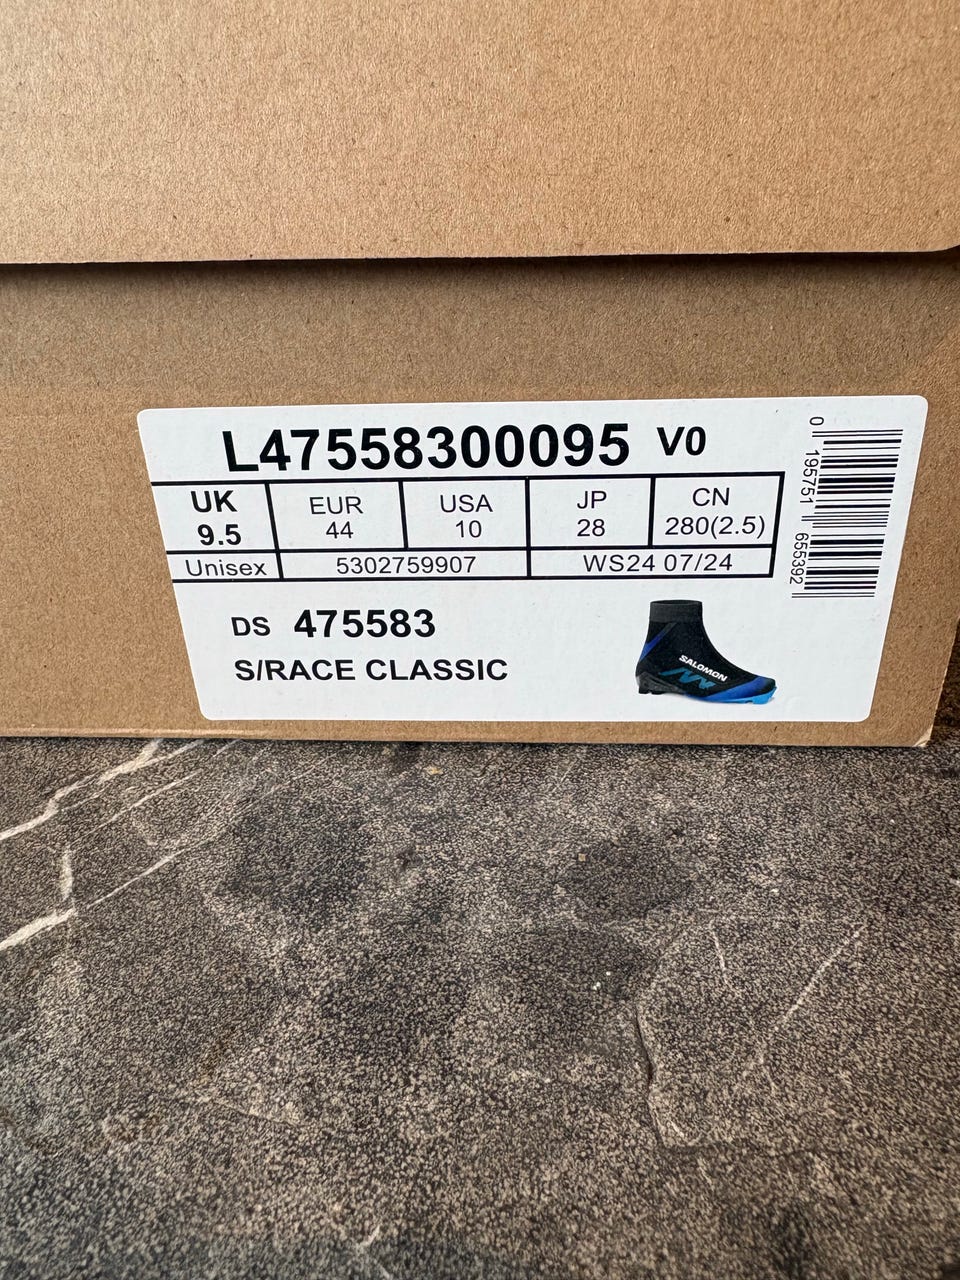 L47558300095 V0
UK EUR USA JP CN
9.5 44 10 28 280(2.5)
Unisex 5302759907 WS24 07/24
DS 475583
S/RACE CLASSIC
SALOMON
0 195751 655392